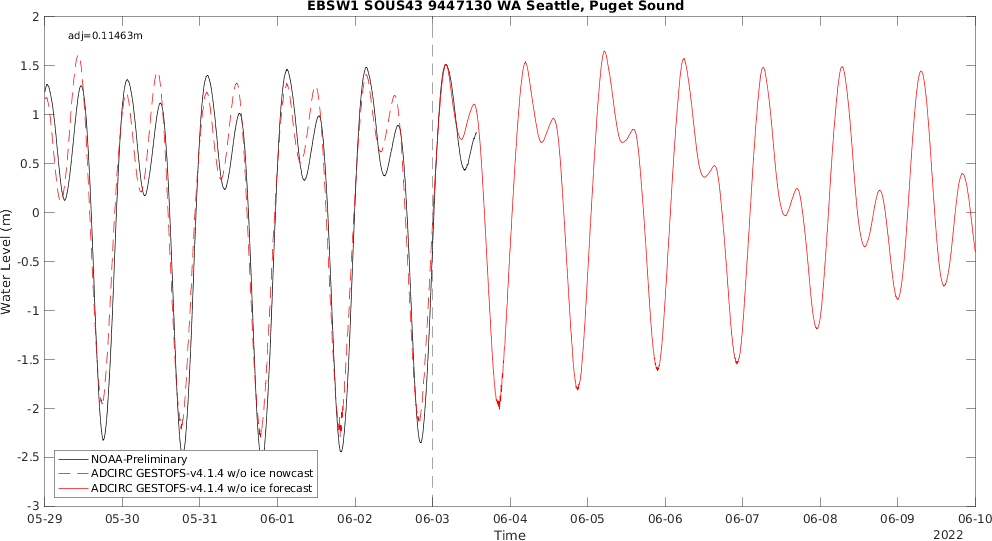 EBSW1 SOUS43 9447130 WA Seattle, Puget Sound
adj=0.11463m
2
1.5
1
0.5
0
-0.5
-1
-1.5
-2
-2.5
-3
Water Level (m)
NOAA-Preliminary
ADCIRC GESTOFS-v4.1.4 w/o ice nowcast
ADCIRC GESTOFS-v4.1.4 w/o ice forecast
05-29 05-30 05-31 06-01 06-02 06-03 06-04 06-05 06-06 06-07 06-08 06-09 06-10
Time
2022